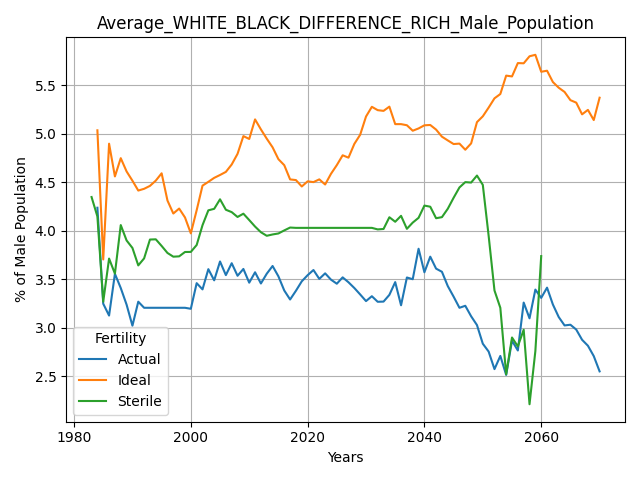 Average_WHITE_BLACK_DIFFERENCE_RICH_Male_Population
% of Male Population
5.5
5.0
4.5
4.0
3.5
3.0
2.5
Fertility
Actual
Ideal
Sterile
1980 2000 2020 2040 2060
Years